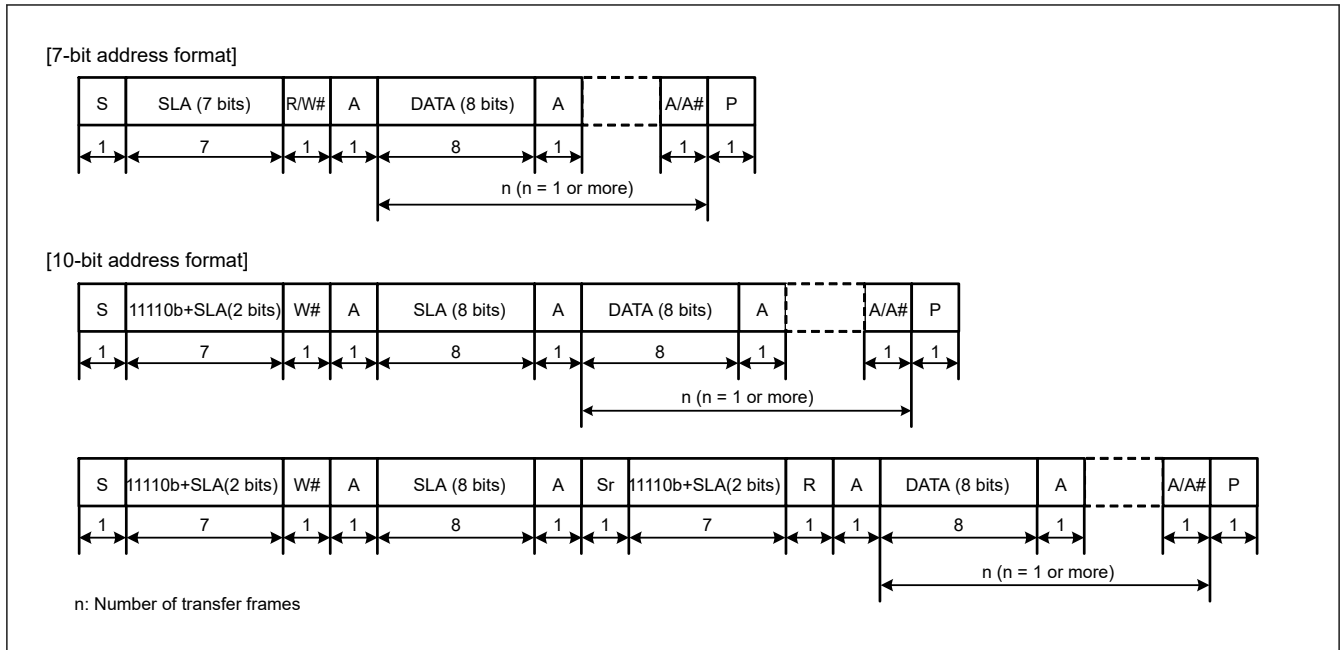 [7-bit address format]
S SLA (7 bits) R/W# A DATA (8 bits) A A/A# P
1 7 1 1 8 1 1 1
n (n = 1 or more)
[10-bit address format]
S 11110b+SLA(2 bits) W# A SLA (8 bits) A DATA (8 bits) A A/A# P
1 7 1 1 8 1 8 1 1 1
n (n = 1 or more)
S 11110b+SLA(2 bits) W# A SLA (8 bits) A Sr 11110b+SLA(2 bits) R A DATA (8 bits) A A/A# P
1 7 1 1 8 1 1 7 1 1 8 1 1 1
n (n = 1 or more)
n: Number of transfer frames